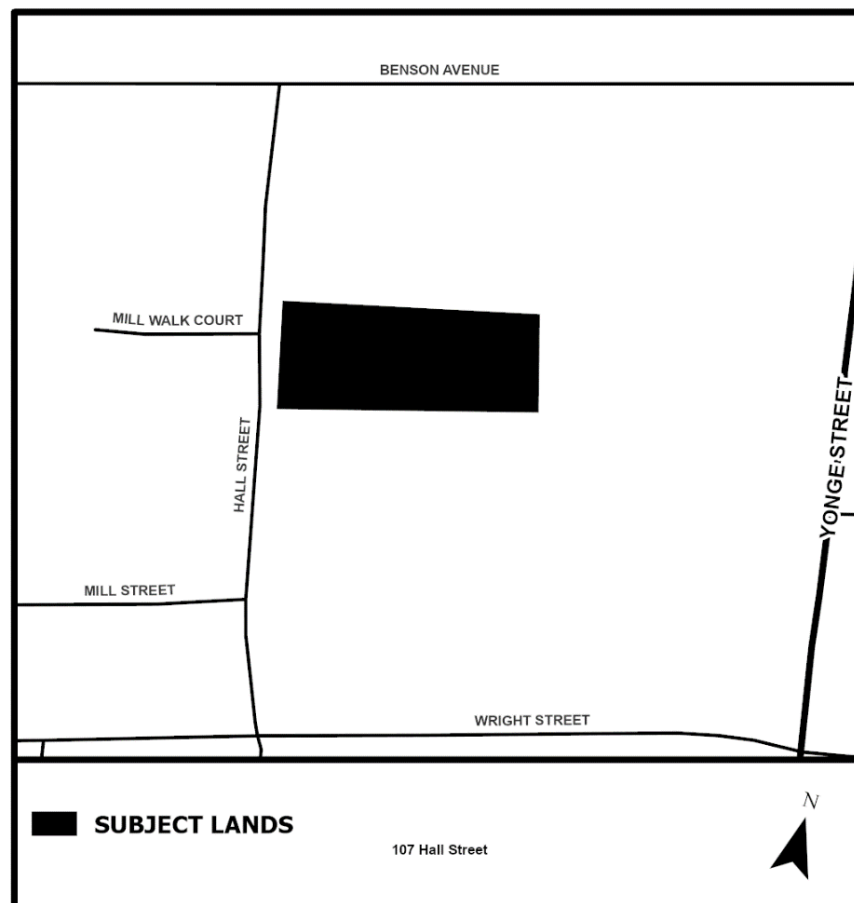 BENSON AVENUE
MILL WALK COURT
HALL STREET
YONGE STREET
MILL STREET
WRIGHT STREET
N
SUBJECT LANDS
107 Hall Street